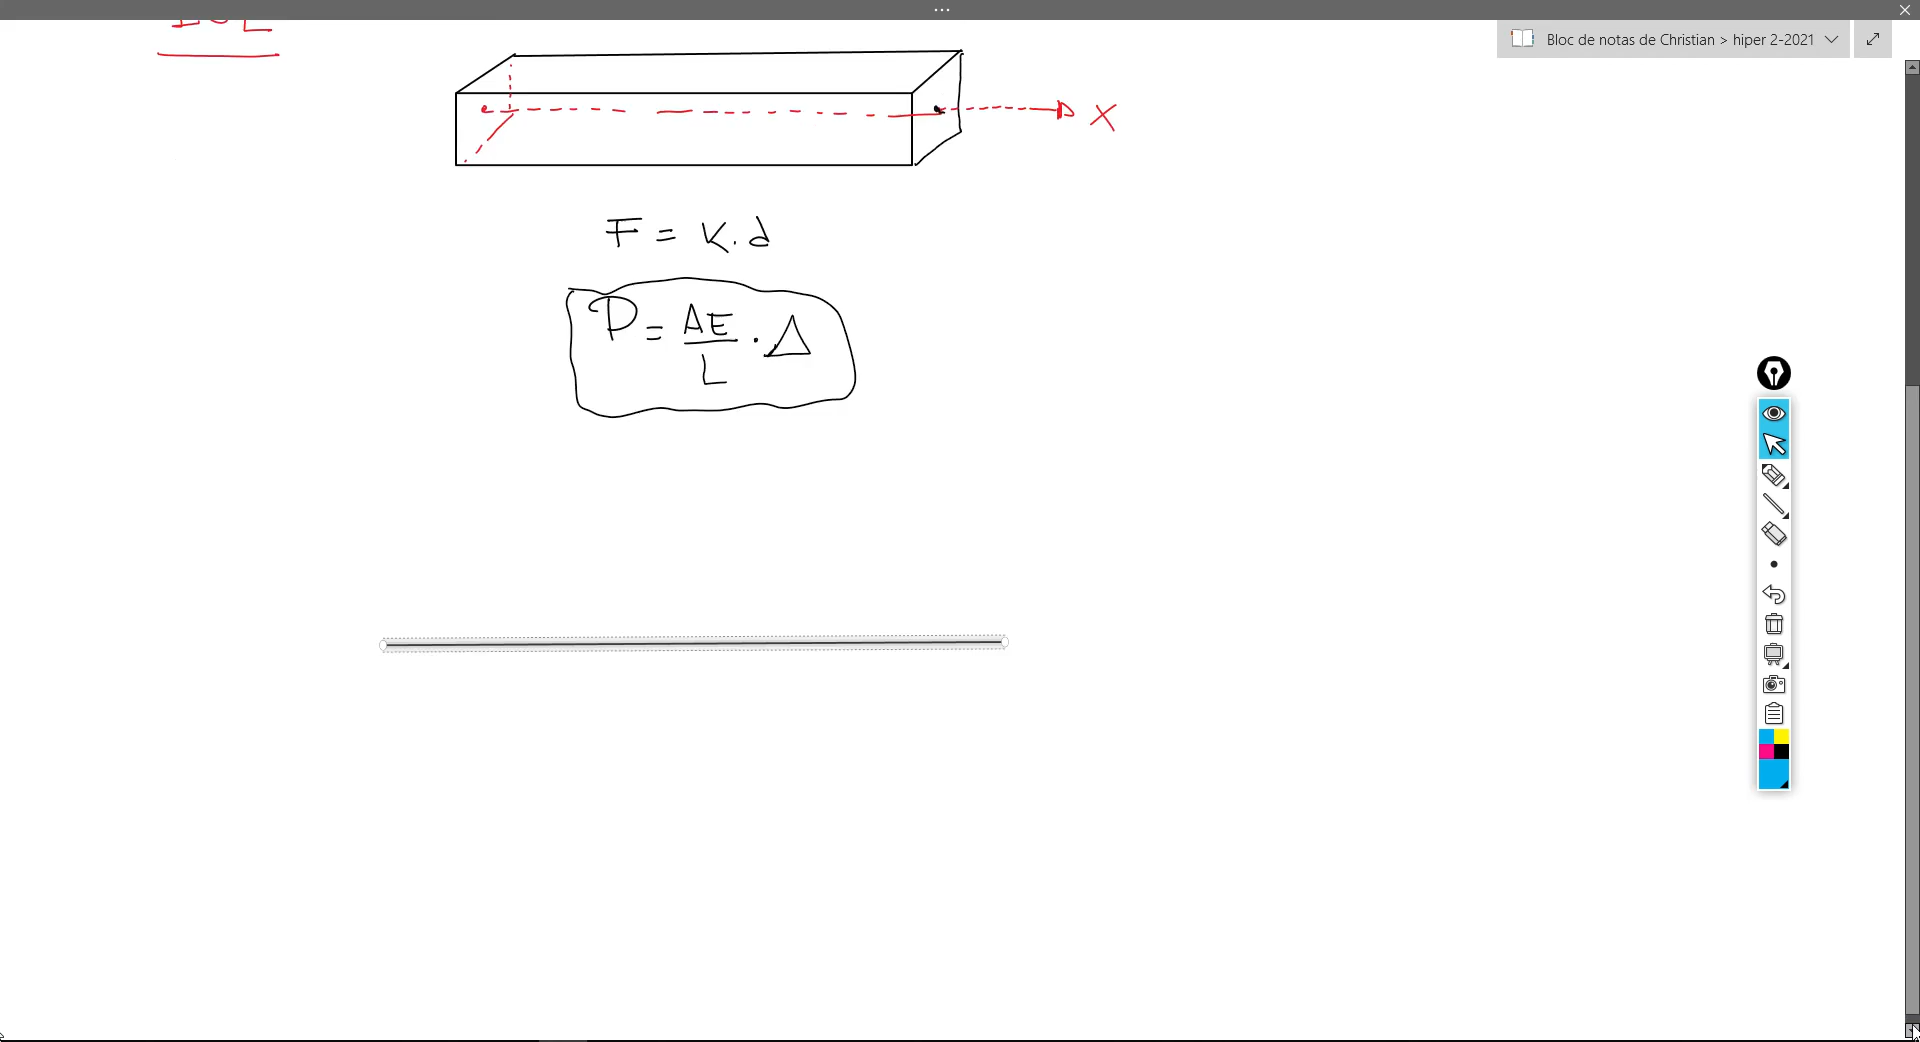 Bloc de notas de Christian > hiper 2-2021
X
F = K.d
P = AE/L . Δ